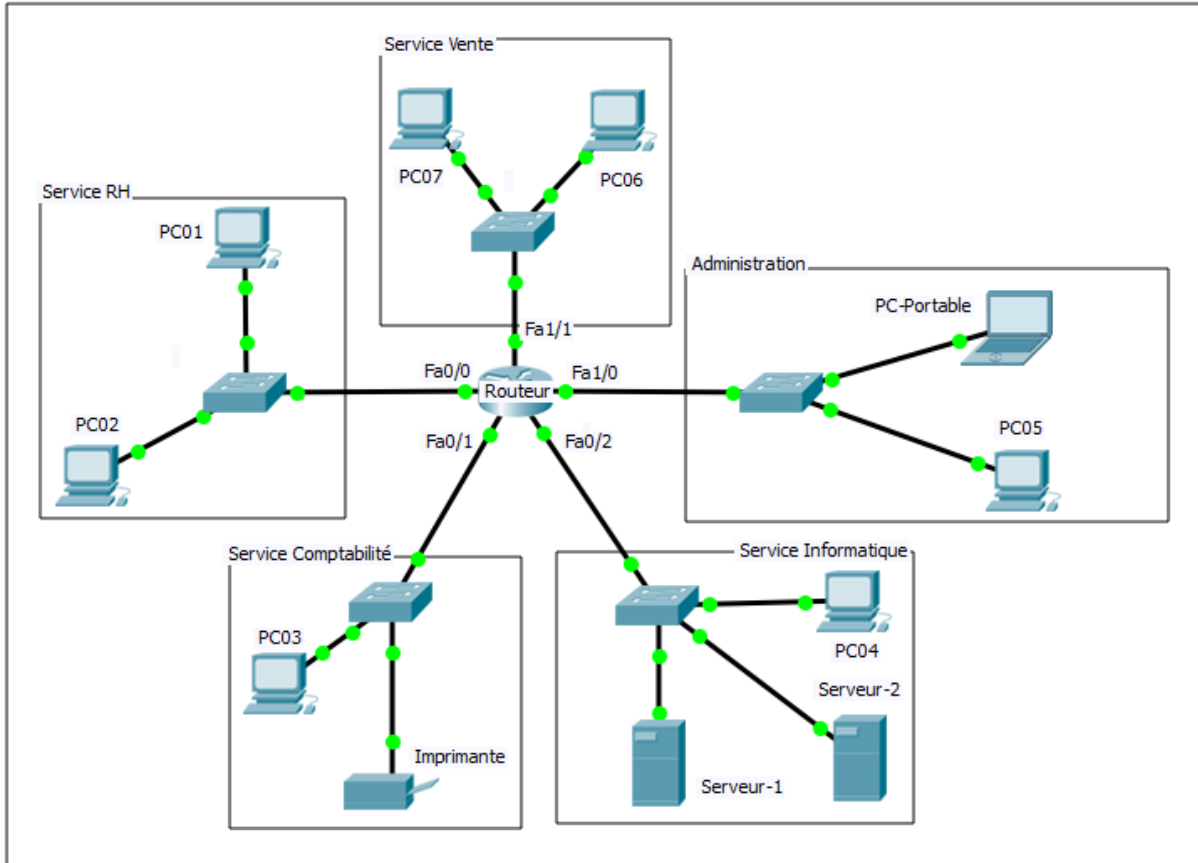 Service Vente
PC07
PC06
Service RH
PC01
PC02
Administration
PC-Portable
PC05
Fa1/1
Fa0/0
Routeur
Fa1/0
Fa0/1
Fa0/2
Service Comptabilité
PC03
Imprimante
Service Informatique
PC04
Serveur-2
Serveur-1